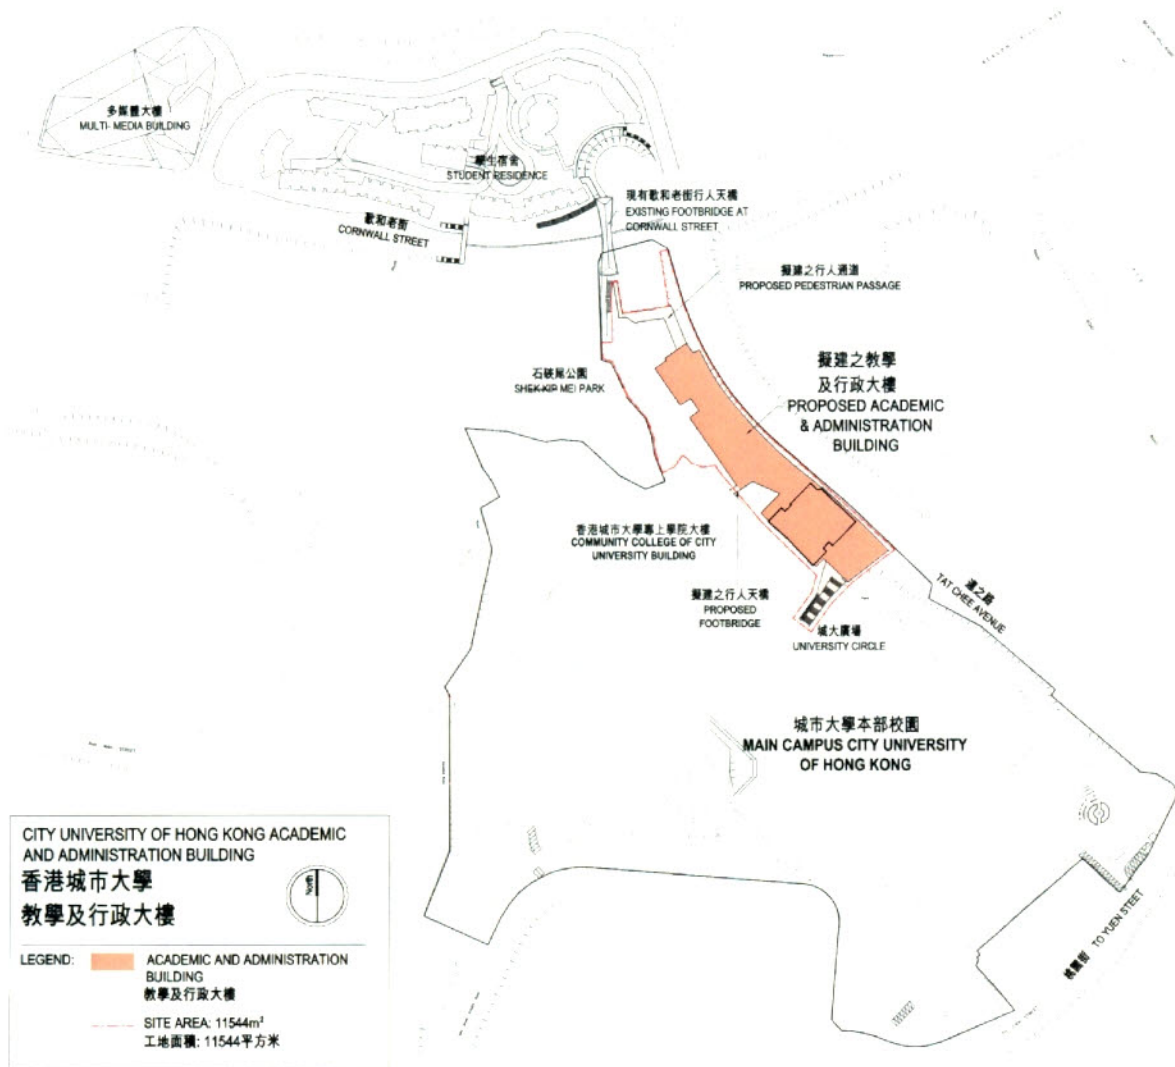 多媒體大樓
MULTI- MEDIA BUILDING
學生宿舍
STUDENT RESIDENCE
現有歌和老街行人天橋
EXISTING FOOTBRIDGE AT
CORNWALL STREET
歌和老街
CORNWALL STREET
擬建之行人通道
PROPOSED PEDESTRIAN PASSAGE
石硤尾公園
SHEK KIP MEI PARK
擬建之教學
及行政大樓
PROPOSED ACADEMIC
& ADMINISTRATION
BUILDING
香港城市大學專上學院大樓
COMMUNITY COLLEGE OF CITY
UNIVERSITY BUILDING
擬建之行人天橋
PROPOSED
FOOTBRIDGE
達之路
TAT CHEE AVENUE
城大廣場
UNIVERSITY CIRCLE
城市大學本部校園
MAIN CAMPUS CITY UNIVERSITY
OF HONG KONG
桃源街 TO YUEN STEET
CITY UNIVERSITY OF HONG KONG ACADEMIC
AND ADMINISTRATION BUILDING
香港城市大學
教學及行政大樓
North
LEGEND:
ACADEMIC AND ADMINISTRATION
BUILDING
教學及行政大樓
SITE AREA: 11544m²
工地面積: 11544平方米